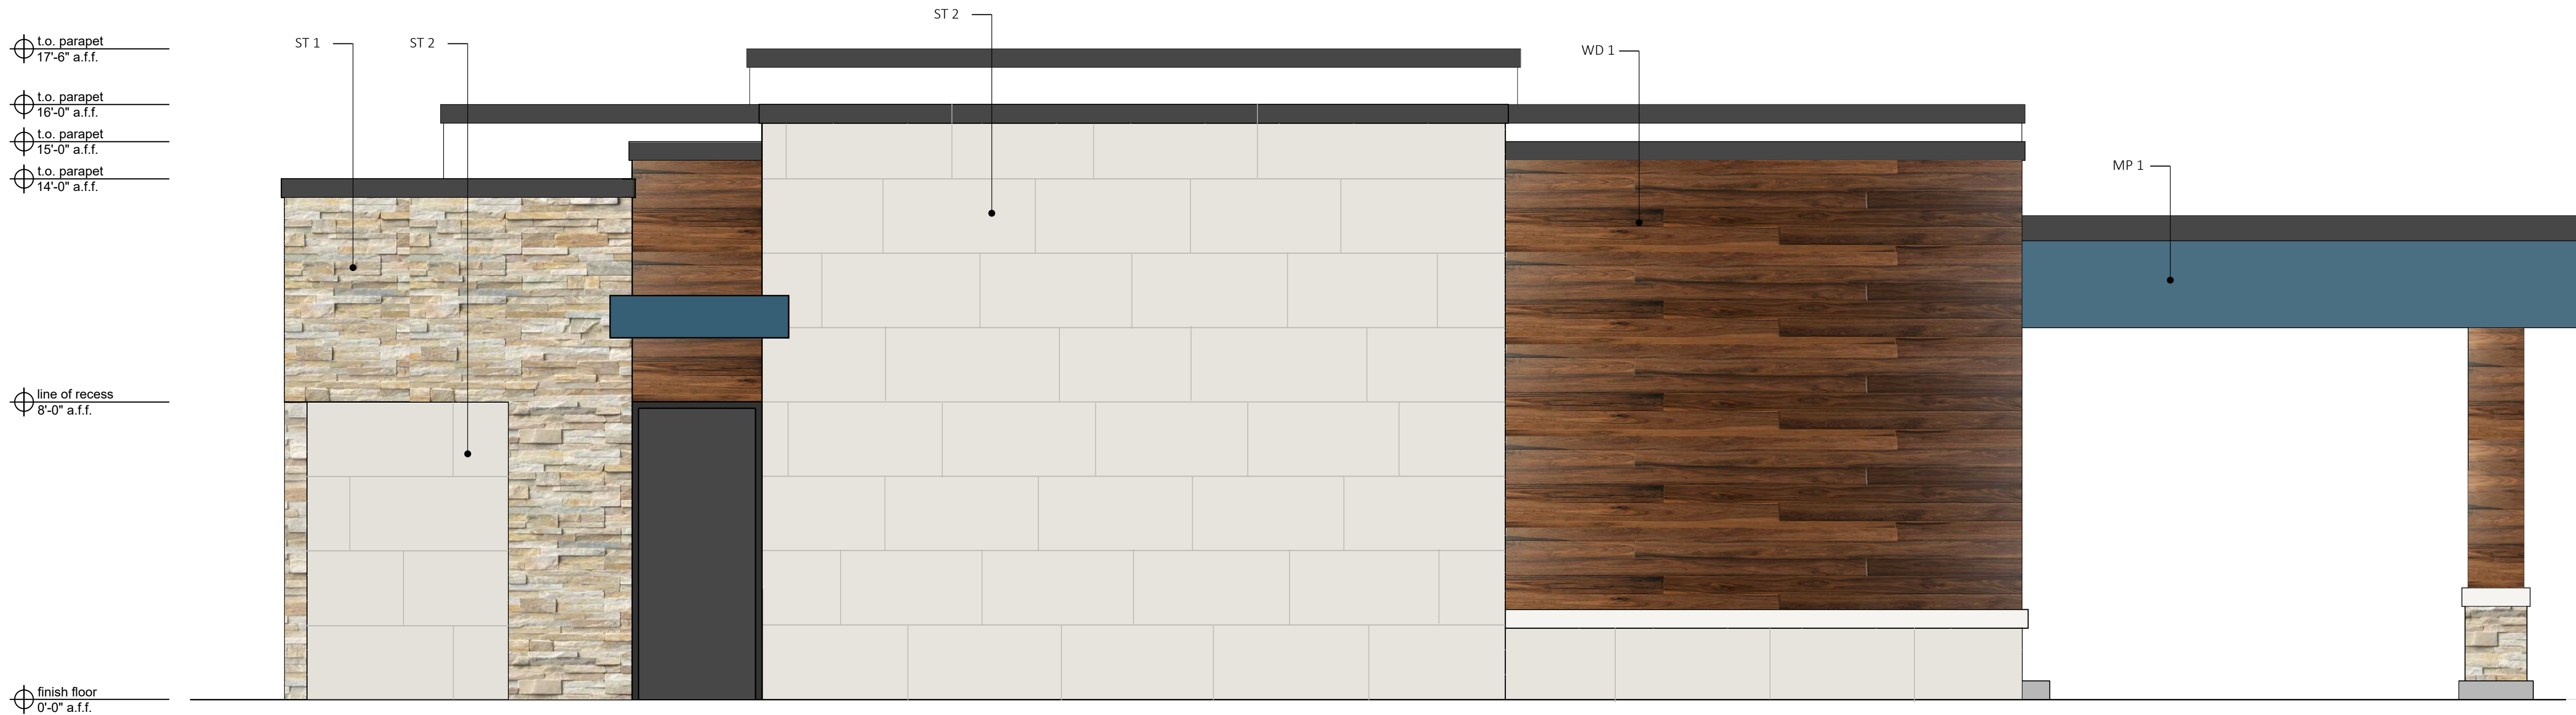 t.o. parapet
17'-6" a.f.f.
t.o. parapet
16'-0" a.f.f.
t.o. parapet
15'-0" a.f.f.
t.o. parapet
14'-0" a.f.f.
line of recess
8'-0" a.f.f.
finish floor
0'-0" a.f.f.
ST 1
ST 2
ST 2
WD 1
MP 1